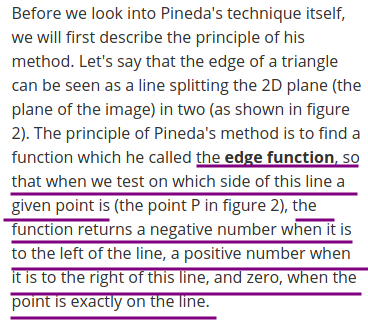 Before we look into Pineda's technique itself,
we will first describe the principle of his
method. Let's say that the edge of a triangle
can be seen as a line splitting the 2D plane (the
plane of the image) in two (as shown in figure
2). The principle of Pineda's method is to find a
function which he called the edge function, so
that when we test on which side of this line a
given point is (the point P in figure 2), the
function returns a negative number when it is
to the left of the line, a positive number when
it is to the right of this line, and zero, when the
point is exactly on the line.